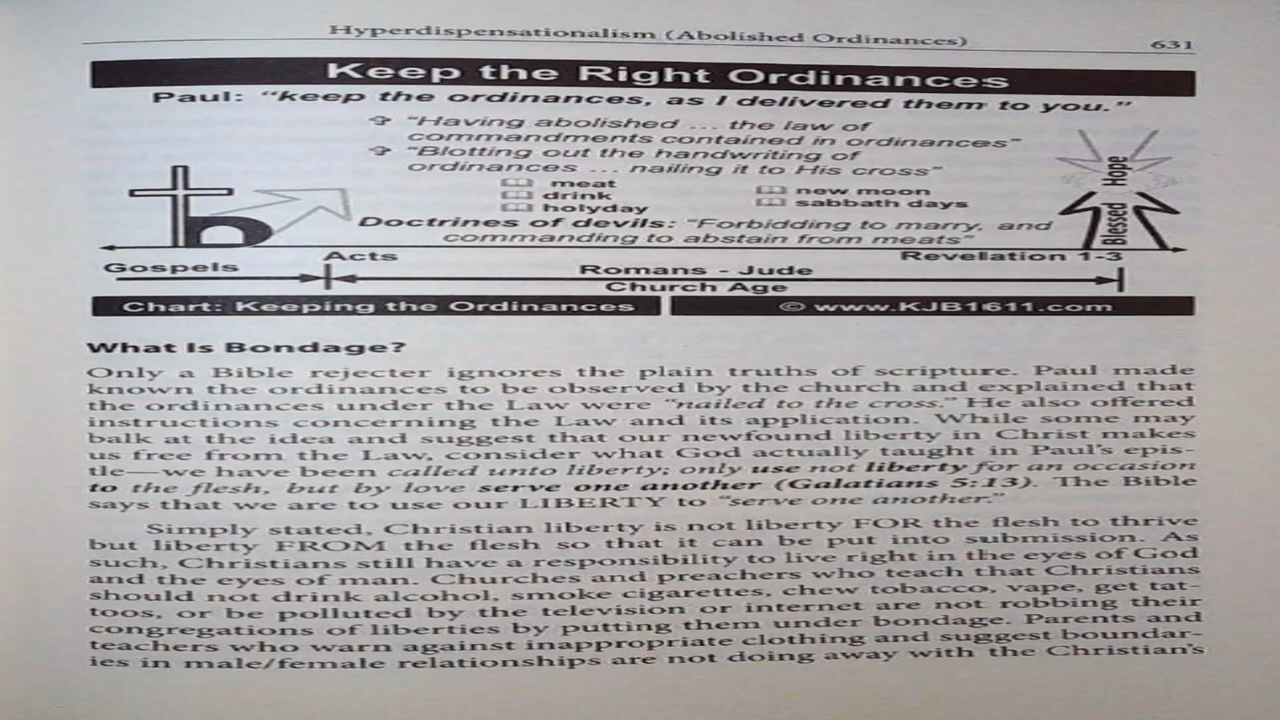 Hyperdispensationalism (Abolished Ordinances) 631
Keep the Right Ordinances
Paul: “keep the ordinances, as I delivered them to you.”
“Having abolished ... the law of
commandments contained in ordinances”
“Blotting out the handwriting of
ordinances ... nailing it to His cross”
meat
drink
holyday
new moon
sabbath days
Doctrines of devils: “Forbidding to marry, and
commanding to abstain from meats”
Blessed Hope
Gospels
Acts
Romans - Jude
Revelation 1-3
Church Age
Chart: Keeping the Ordinances
© www.KJB1611.com
What Is Bondage?
Only a Bible rejecter ignores the plain truths of scripture. Paul made
known the ordinances to be observed by the church and explained that
the ordinances under the Law were “nailed to the cross.” He also offered
instructions concerning the Law and its application. While some may
balk at the idea and suggest that our newfound liberty in Christ makes
us free from the Law, consider what God actually taught in Paul’s epis-
tle—we have been called unto liberty; only use not liberty for an occasion
to the flesh, but by love serve one another (Galatians 5:13). The Bible
says that we are to use our LIBERTY to “serve one another.”
Simply stated, Christian liberty is not liberty FOR the flesh to thrive
but liberty FROM the flesh so that it can be put into submission. As
such, Christians still have a responsibility to live right in the eyes of God
and the eyes of man. Churches and preachers who teach that Christians
should not drink alcohol, smoke cigarettes, chew tobacco, vape, get tat-
toos, or be polluted by the television or internet are not robbing their
congregations of liberties by putting them under bondage. Parents and
teachers who warn against inappropriate clothing and suggest boundar-
ies in male/female relationships are not doing away with the Christian’s